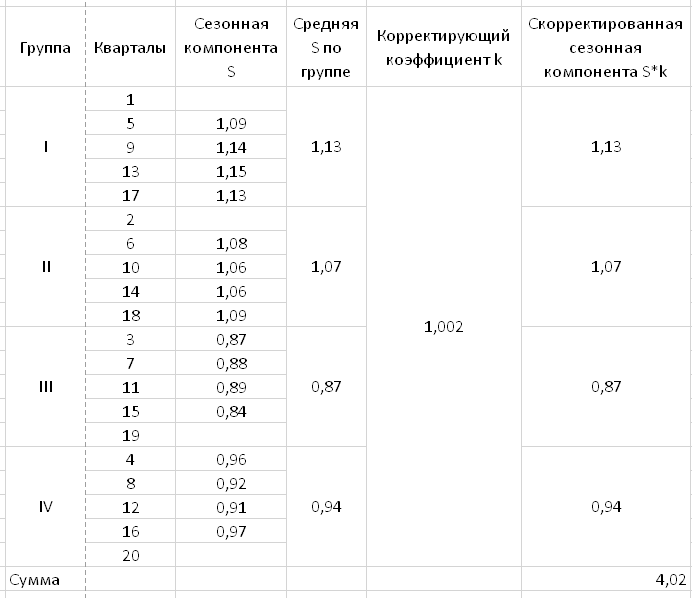 Группа
Кварталы
Сезонная
компонента
S
Средняя
S по
группе
Корректирующий
коэффициент k
Скорректированная
сезонная
компонента S*k
I
1
5 1,09
9 1,14
13 1,15
17 1,13
1,13
1,13
II
2
6 1,08
10 1,06
14 1,06
18 1,09
1,07
1,07
1,002
III
3 0,87
7 0,88
11 0,89
15 0,84
19
0,87
0,87
IV
4 0,96
8 0,92
12 0,91
16 0,97
20
0,94
0,94
Сумма 4,02